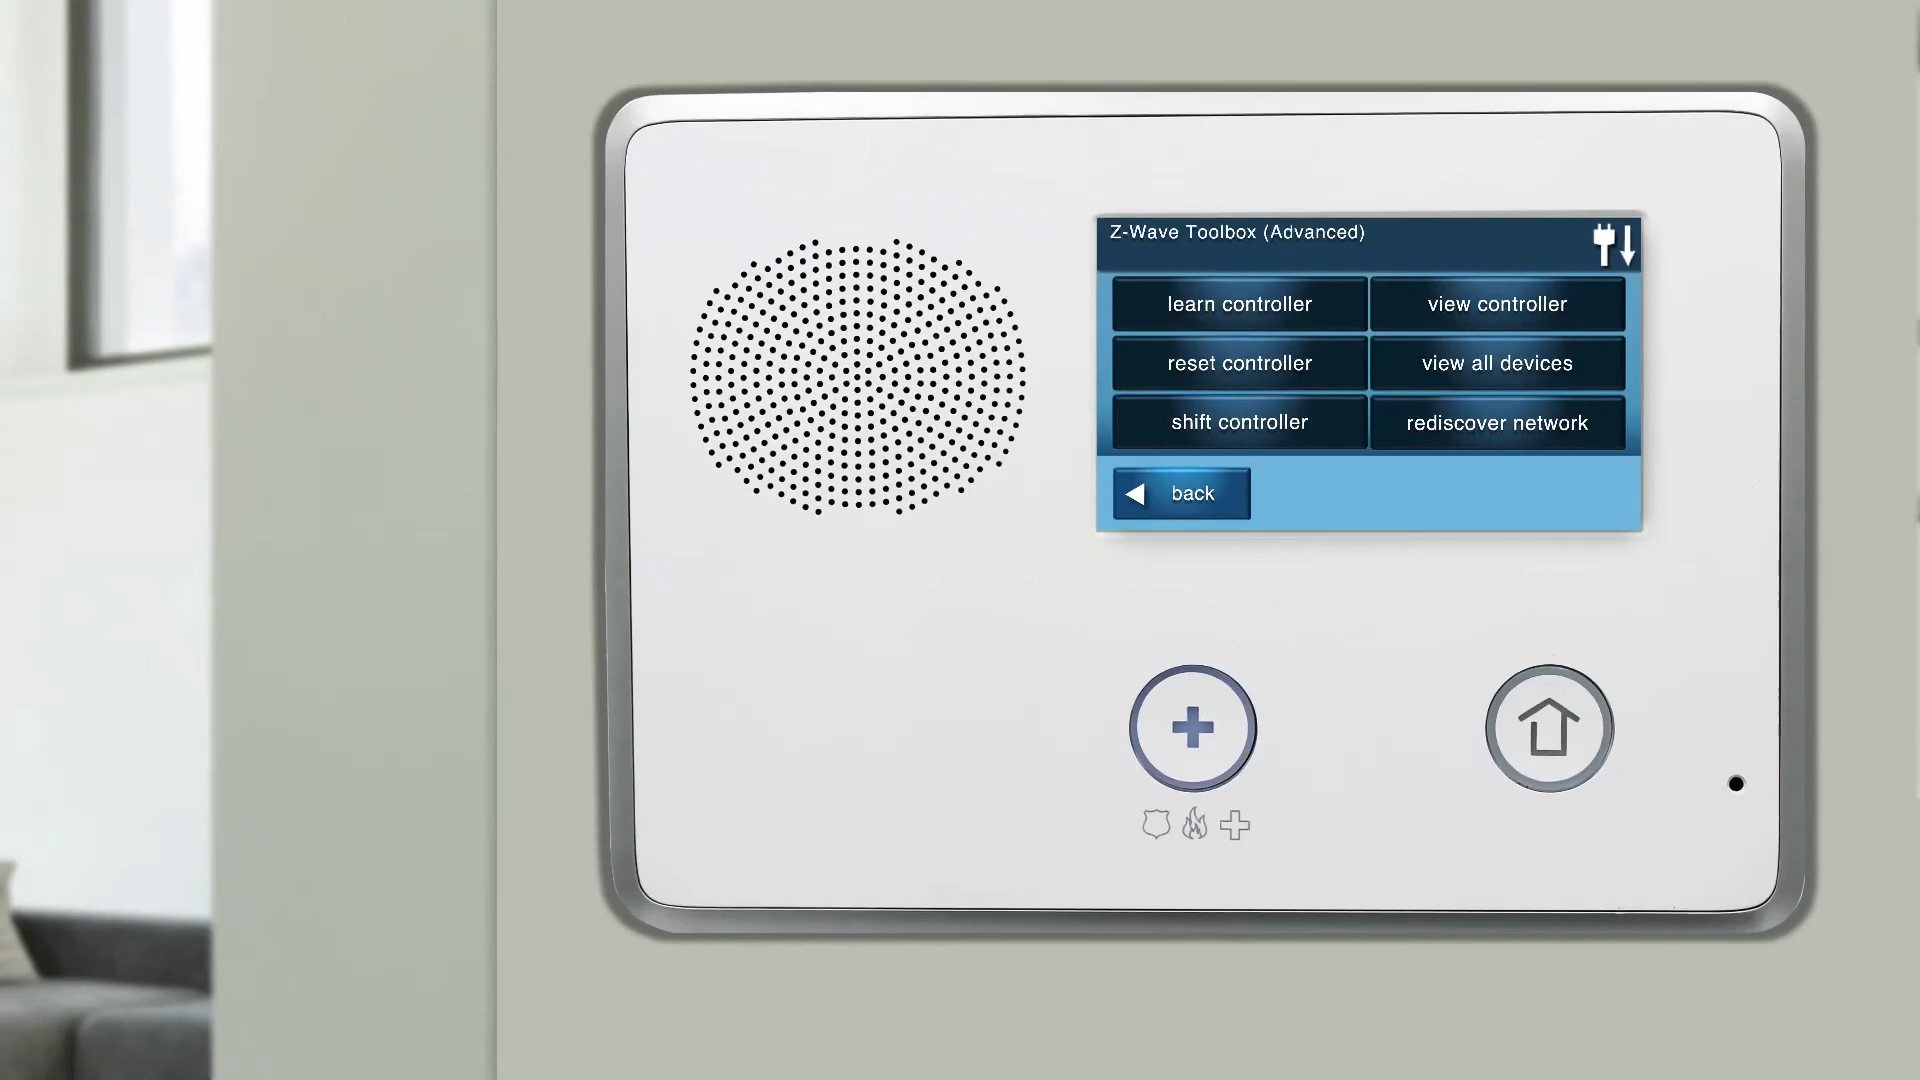 Z-Wave Toolbox (Advanced)
learn controller
view controller
reset controller
view all devices
shift controller
rediscover network
back